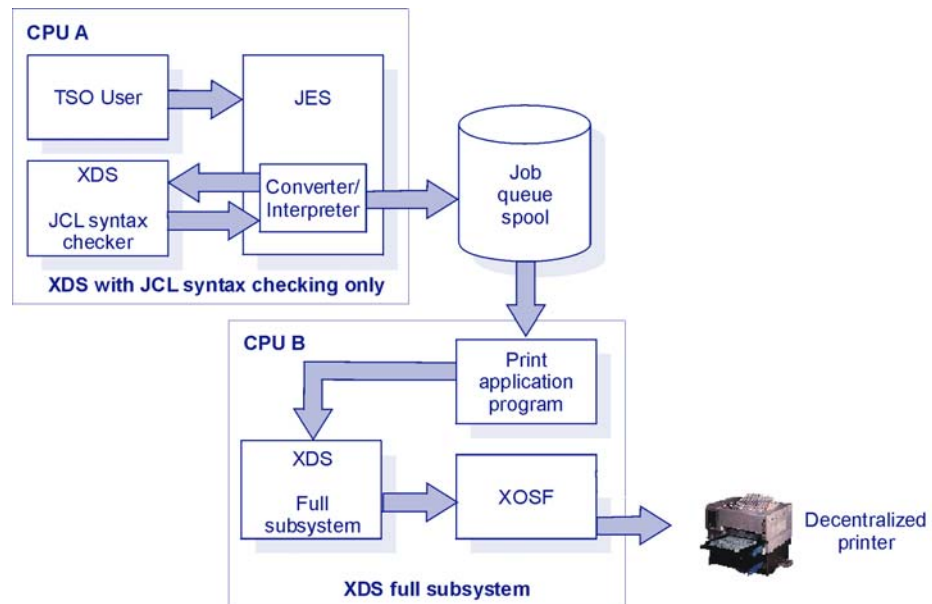 CPU A
TSO User
JES
XDS
JCL syntax
checker
Converter/
Interpreter
Job
queue
spool
XDS with JCL syntax checking only
CPU B
Print
application
program
XDS
Full
subsystem
XOSF
Decentralized
printer
XDS full subsystem